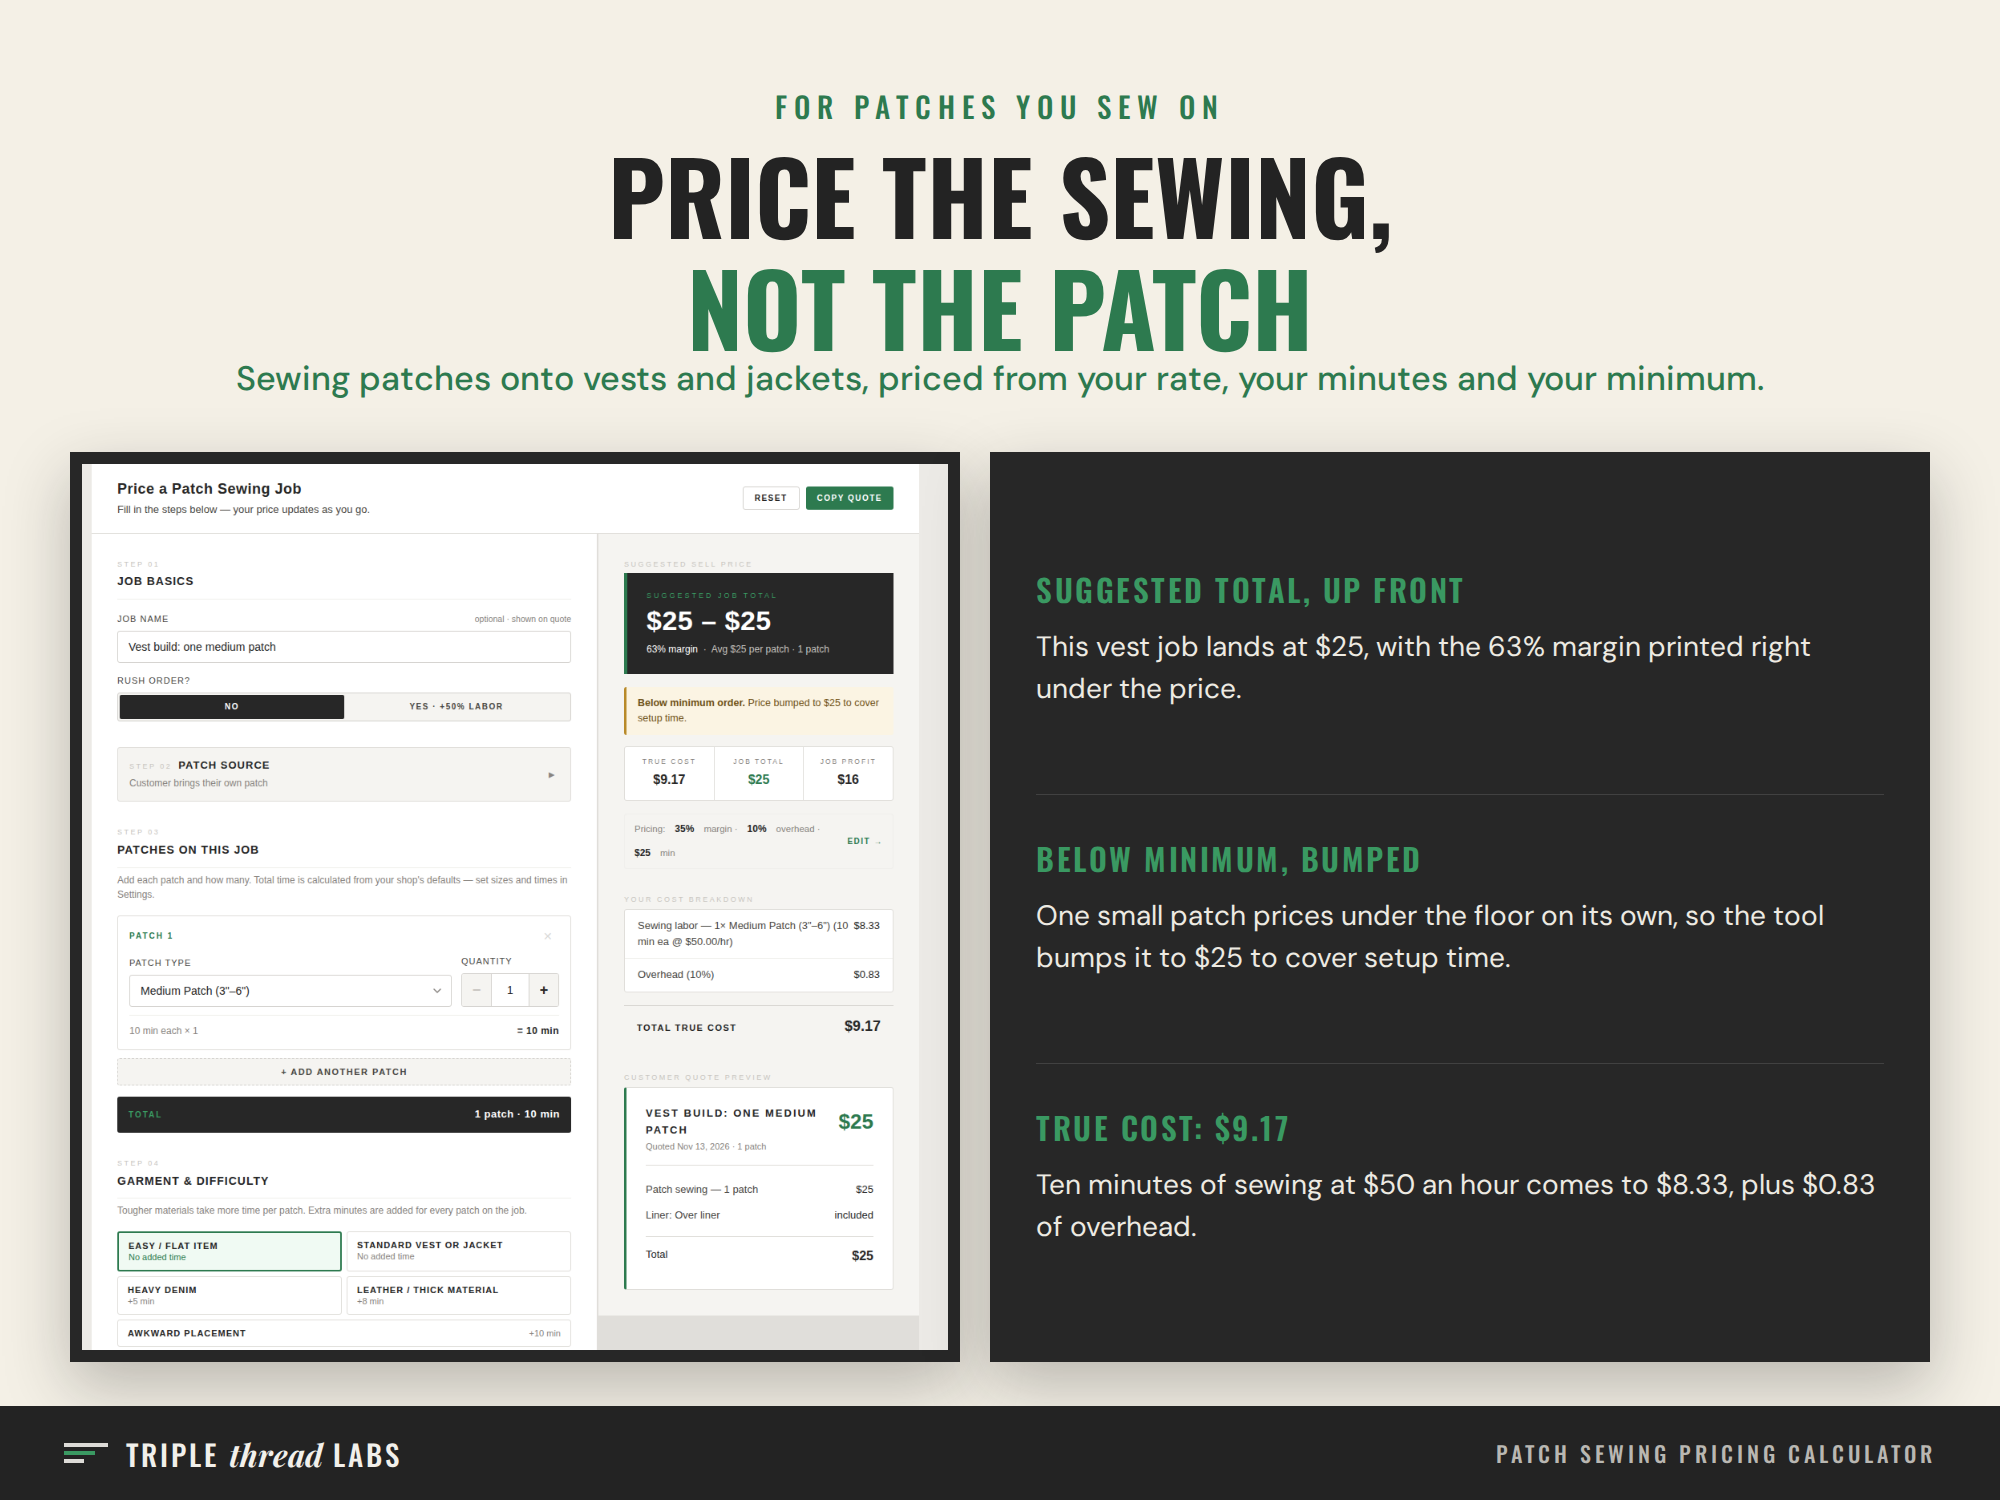 FOR PATCHES YOU SEW ON
PRICE THE SEWING,
NOT THE PATCH
Sewing patches onto vests and jackets, priced from your rate, your minutes and your minimum.
Price a Patch Sewing Job
Fill in the steps below — your price updates as you go.
RESET
COPY QUOTE
STEP 01
JOB BASICS
JOB NAME
optional · shown on quote
Vest build: one medium patch
RUSH ORDER?
NO
YES · +50% LABOR
STEP 02 PATCH SOURCE
Customer brings their own patch
STEP 03
PATCHES ON THIS JOB
Add each patch and how many. Total time is calculated from your shop's defaults — set sizes and times in
Settings.
PATCH 1
×
PATCH TYPE
QUANTITY
Medium Patch (3"–6")
− 1 +
10 min each × 1
= 10 min
+ ADD ANOTHER PATCH
TOTAL
1 patch · 10 min
STEP 04
GARMENT & DIFFICULTY
Tougher materials take more time per patch. Extra minutes are added for every patch on the job.
EASY / FLAT ITEM
No added time
STANDARD VEST OR JACKET
No added time
HEAVY DENIM
+5 min
LEATHER / THICK MATERIAL
+8 min
AWKWARD PLACEMENT
+10 min
SUGGESTED SELL PRICE
SUGGESTED JOB TOTAL
$25 – $25
63% margin · Avg $25 per patch · 1 patch
Below minimum order. Price bumped to $25 to cover
setup time.
TRUE COST
$9.17
JOB TOTAL
$25
JOB PROFIT
$16
Pricing: 35% margin · 10% overhead ·
$25 min
EDIT →
YOUR COST BREAKDOWN
Sewing labor — 1× Medium Patch (3"–6") (10 $8.33
min ea @ $50.00/hr)
Overhead (10%) $0.83
TOTAL TRUE COST $9.17
CUSTOMER QUOTE PREVIEW
VEST BUILD: ONE MEDIUM
PATCH
$25
Quoted Nov 13, 2026 · 1 patch
Patch sewing — 1 patch $25
Liner: Over liner included
Total $25
SUGGESTED TOTAL, UP FRONT
This vest job lands at $25, with the 63% margin printed right
under the price.
BELOW MINIMUM, BUMPED
One small patch prices under the floor on its own, so the tool
bumps it to $25 to cover setup time.
TRUE COST: $9.17
Ten minutes of sewing at $50 an hour comes to $8.33, plus $0.83
of overhead.
TRIPLE thread LABS
PATCH SEWING PRICING CALCULATOR